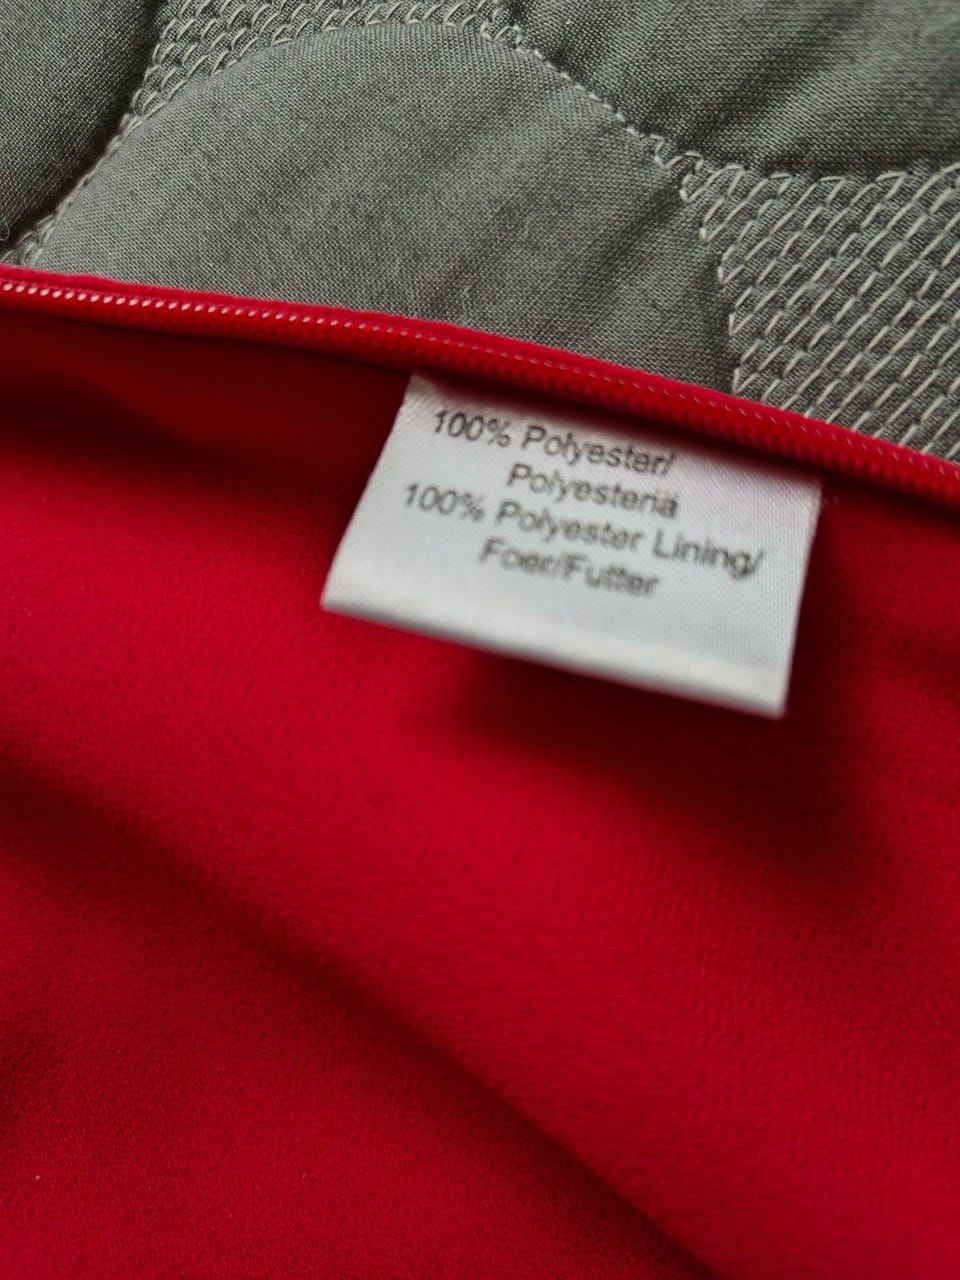 100% Polyester/
Polyesteria
100% Polyester Lining/
Foer/Futter